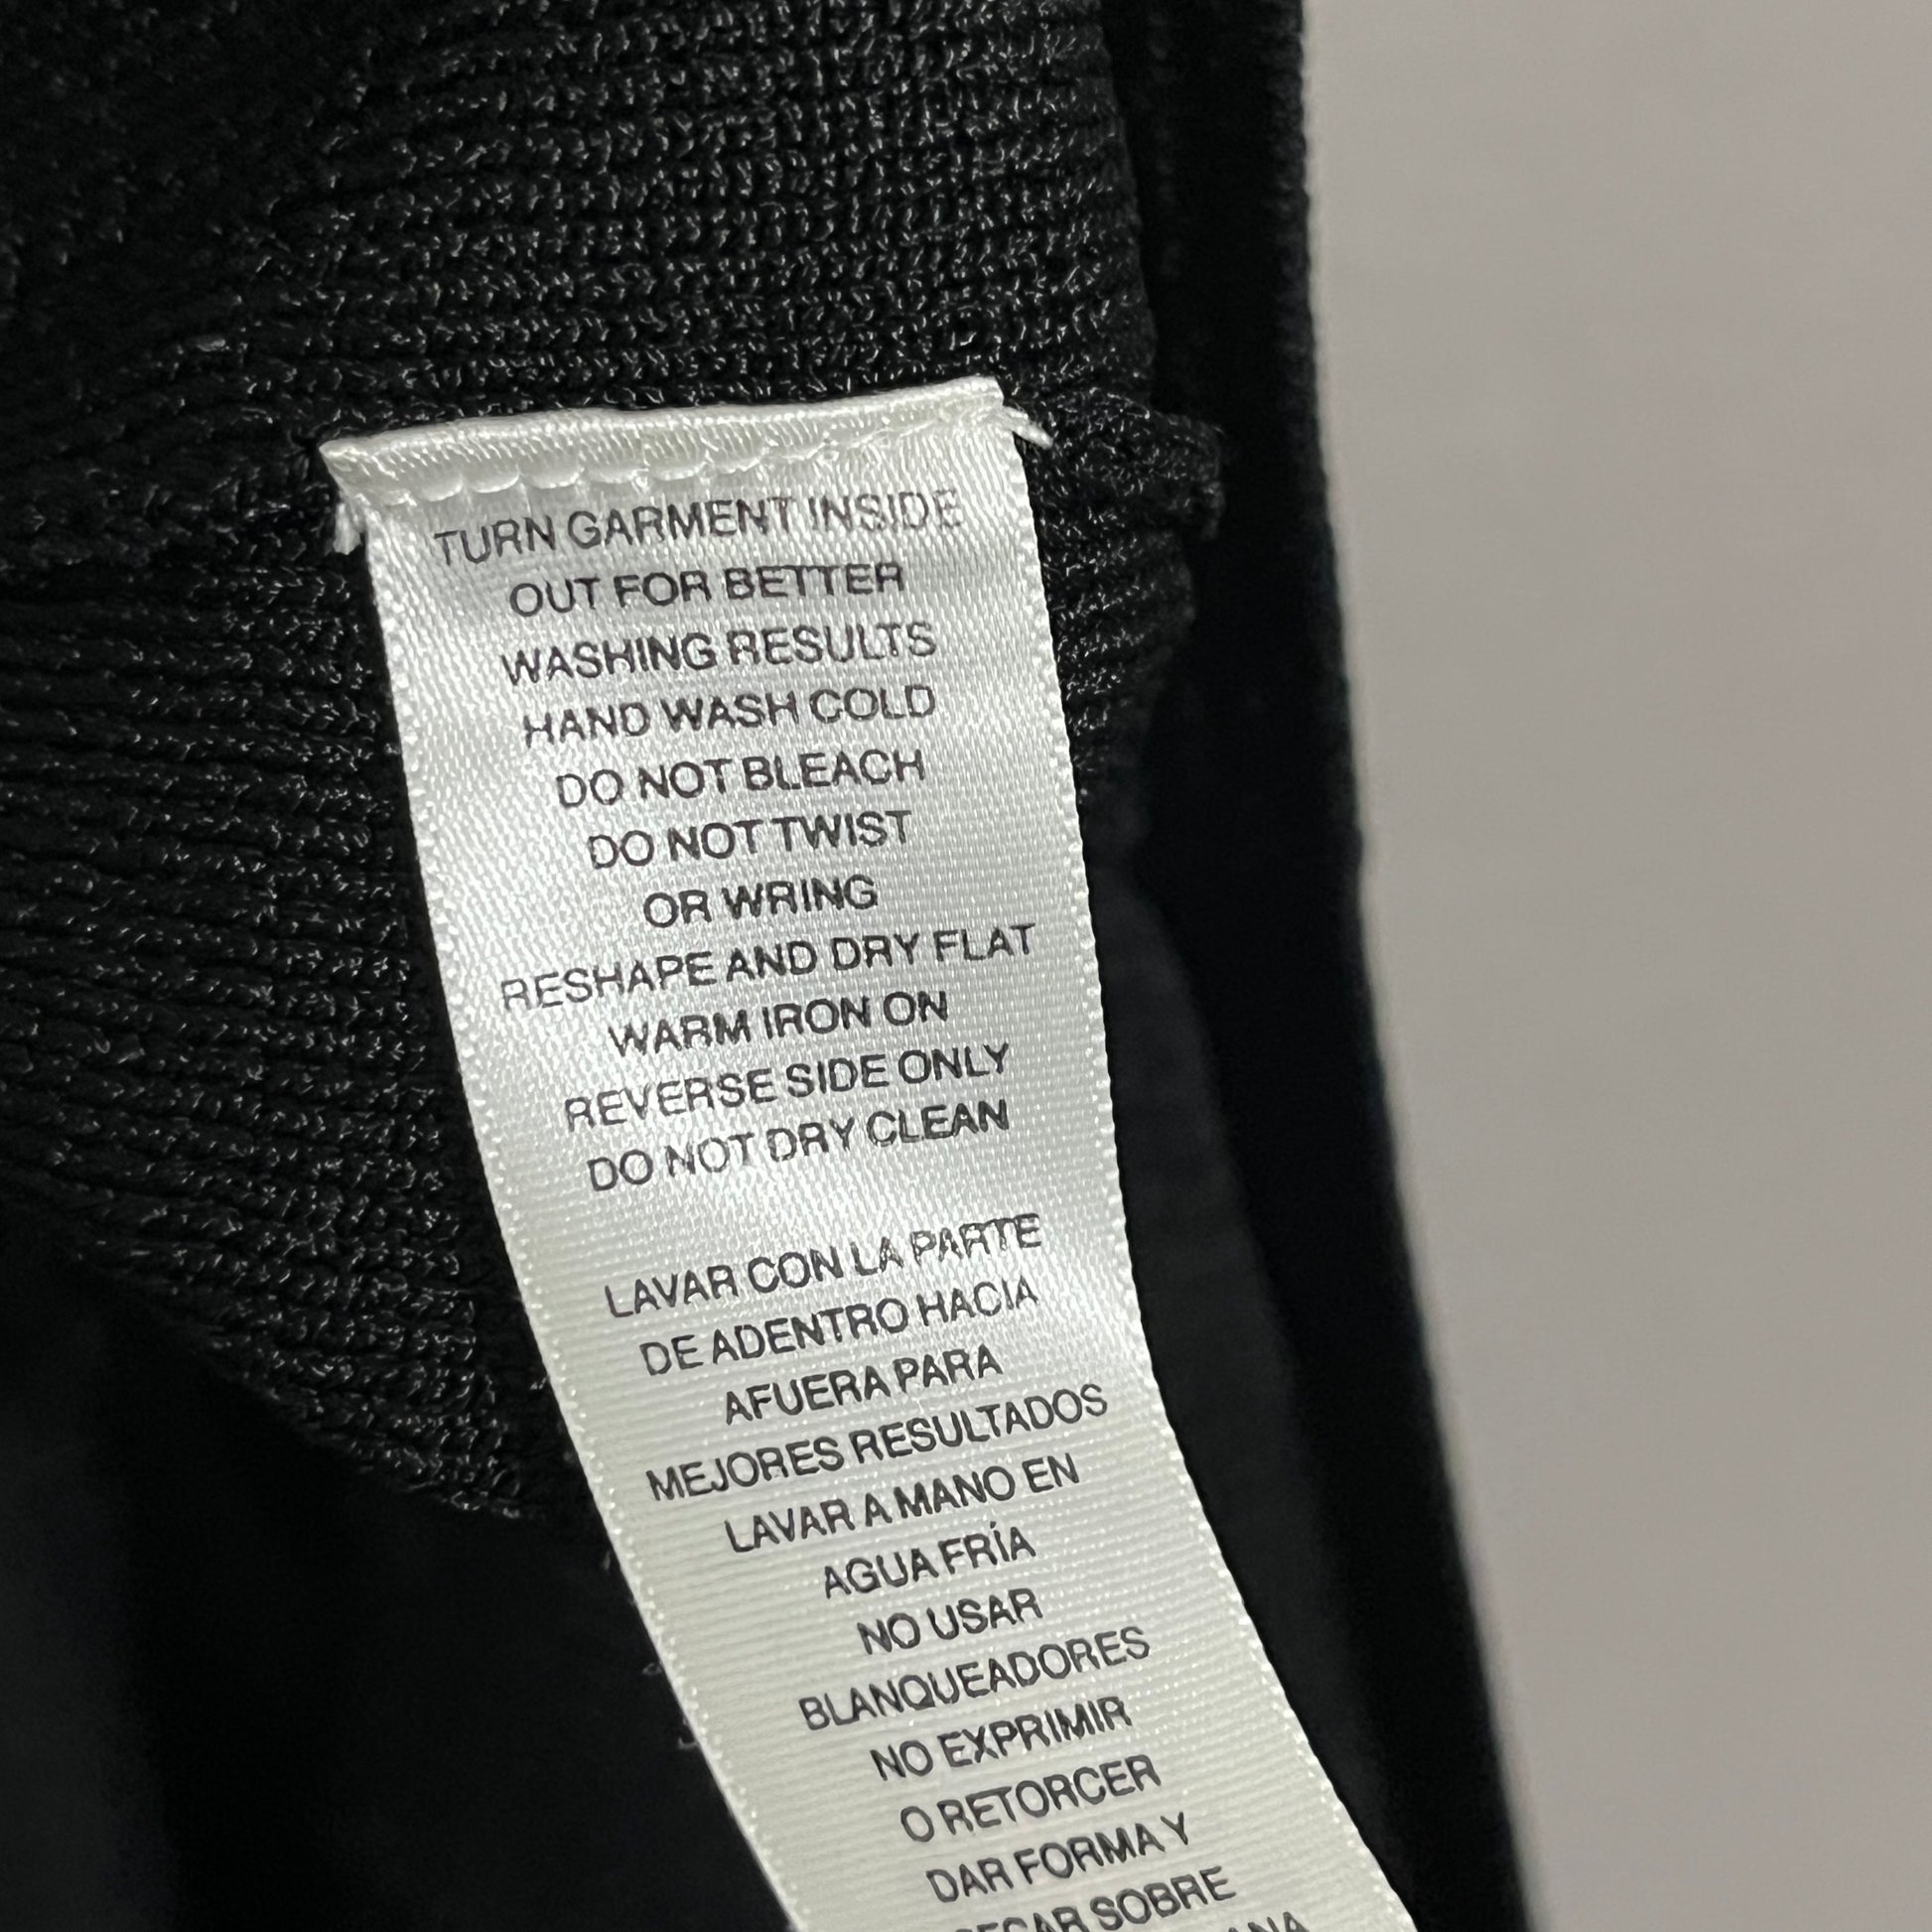 TURN GARMENT INSIDE
OUT FOR BETTER
WASHING RESULTS
HAND WASH COLD
DO NOT BLEACH
DO NOT TWIST
OR WRING
RESHAPE AND DRY FLAT
WARM IRON ON
REVERSE SIDE ONLY
DO NOT DRY CLEAN
LAVAR CON LA PARTE
DE ADENTRO HACIA
AFUERA PARA
MEJORES RESULTADOS
LAVAR A MANO EN
AGUA FRÍA
NO USAR
BLANQUEADORES
NO EXPRIMIR
O RETORCER
DAR FORMA Y
SOBRE